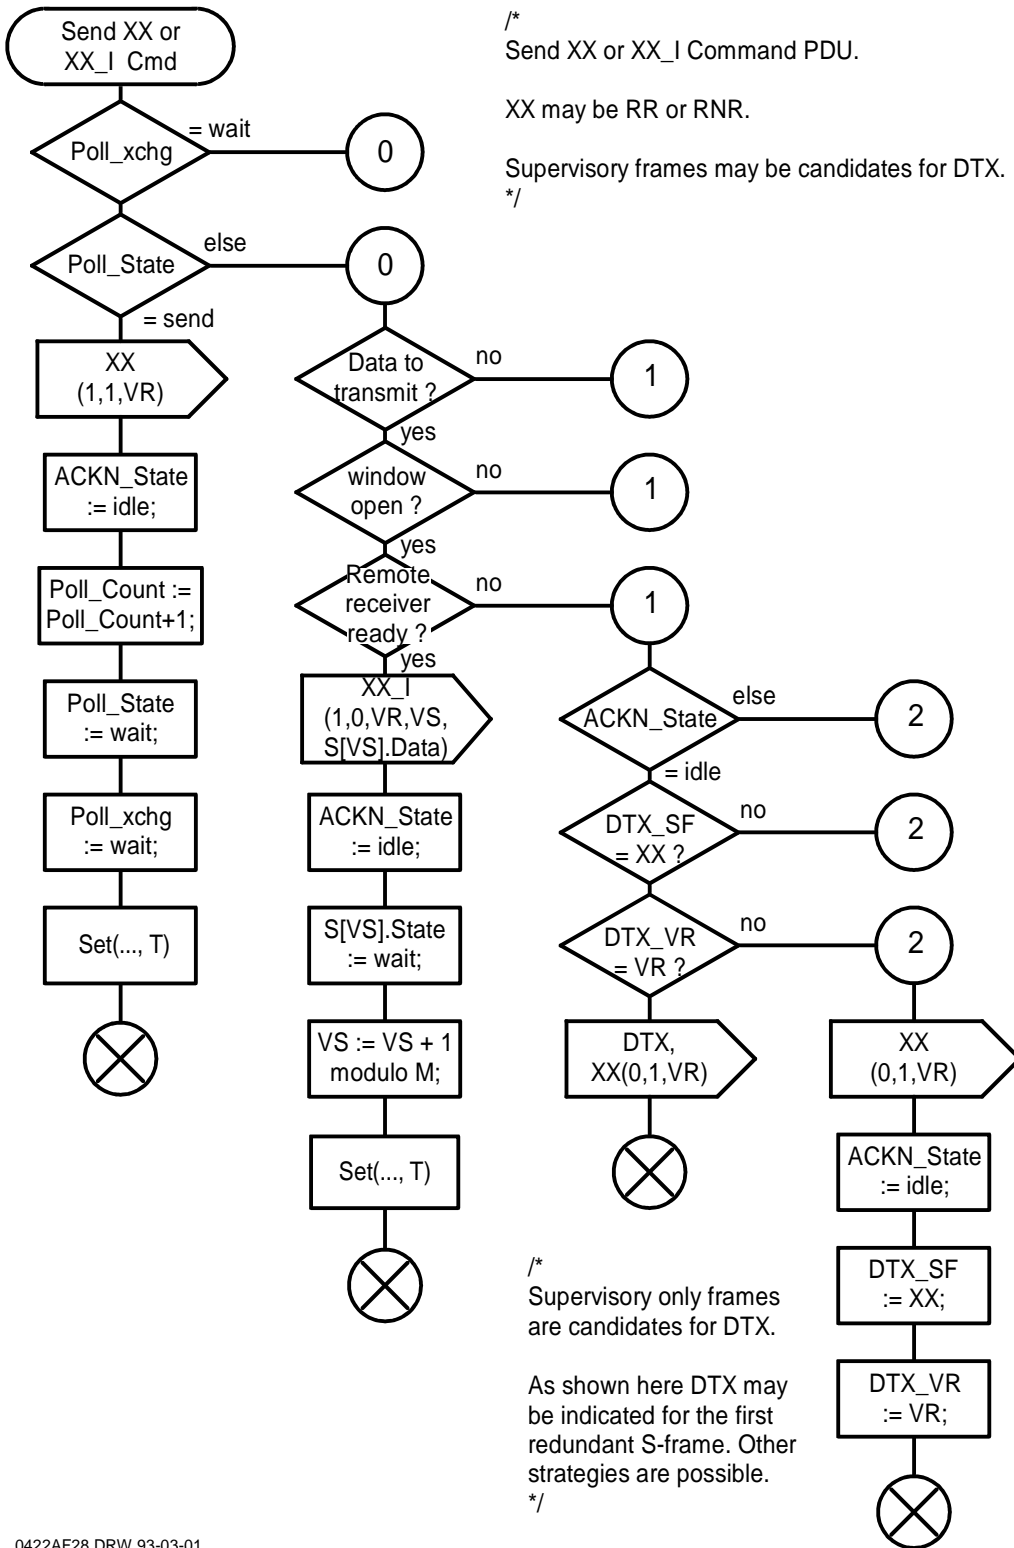 Send XX or
XX_I Cmd
/*
Send XX or XX_I Command PDU.
XX may be RR or RNR.
Supervisory frames may be candidates for DTX.
*/
Poll_xchg
= wait
0
Poll_State
else
0
= send
XX
(1,1,VR)
ACKN_State
:= idle;
Poll_Count :=
Poll_Count+1;
Poll_State
:= wait;
Poll_xchg
:= wait;
Set(..., T)
Data to
transmit ?
no
1
yes
window
open ?
no
1
yes
Remote
receiver
ready ?
no
1
yes
XX_I
(1,0,VR,VS,
S[VS].Data)
ACKN_State
:= idle;
S[VS].State
:= wait;
VS := VS + 1
modulo M;
Set(..., T)
ACKN_State
else
2
= idle
DTX_SF
= XX ?
no
2
DTX_VR
= VR ?
no
2
DTX,
XX(0,1,VR)
XX
(0,1,VR)
ACKN_State
:= idle;
DTX_SF
:= XX;
DTX_VR
:= VR;
/*
Supervisory only frames
are candidates for DTX.
As shown here DTX may
be indicated for the first
redundant S-frame. Other
strategies are possible.
*/
0422AF28.DRW 93-03-01